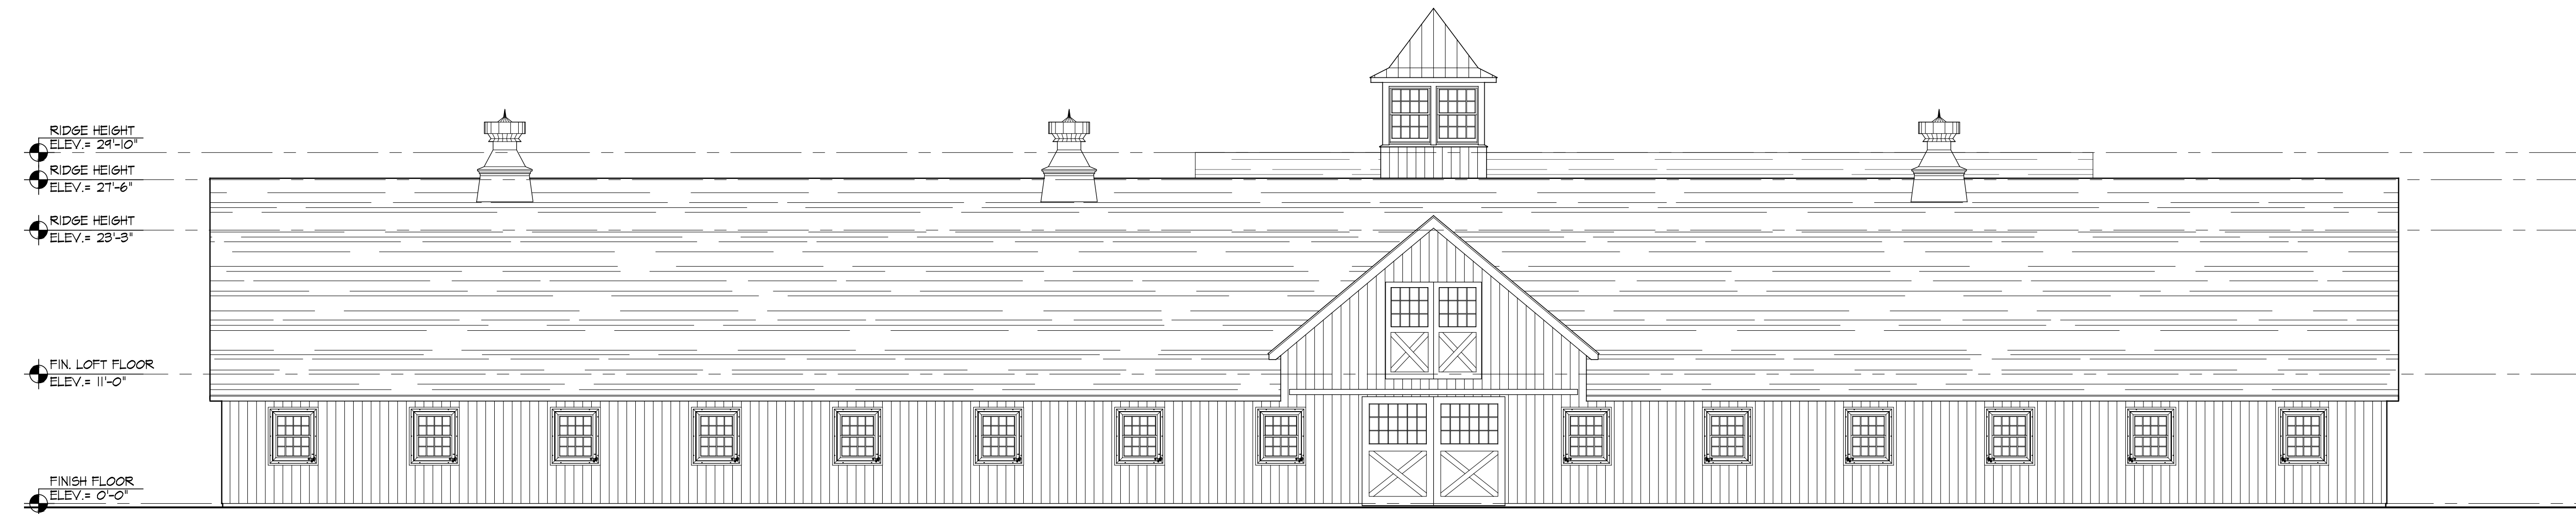 RIDGE HEIGHT
ELEV.= 29'-10"
RIDGE HEIGHT
ELEV.= 27'-6"
RIDGE HEIGHT
ELEV.= 23'-3"
FIN. LOFT FLOOR
ELEV.= 11'-0"
FINISH FLOOR
ELEV.= 0'-0"